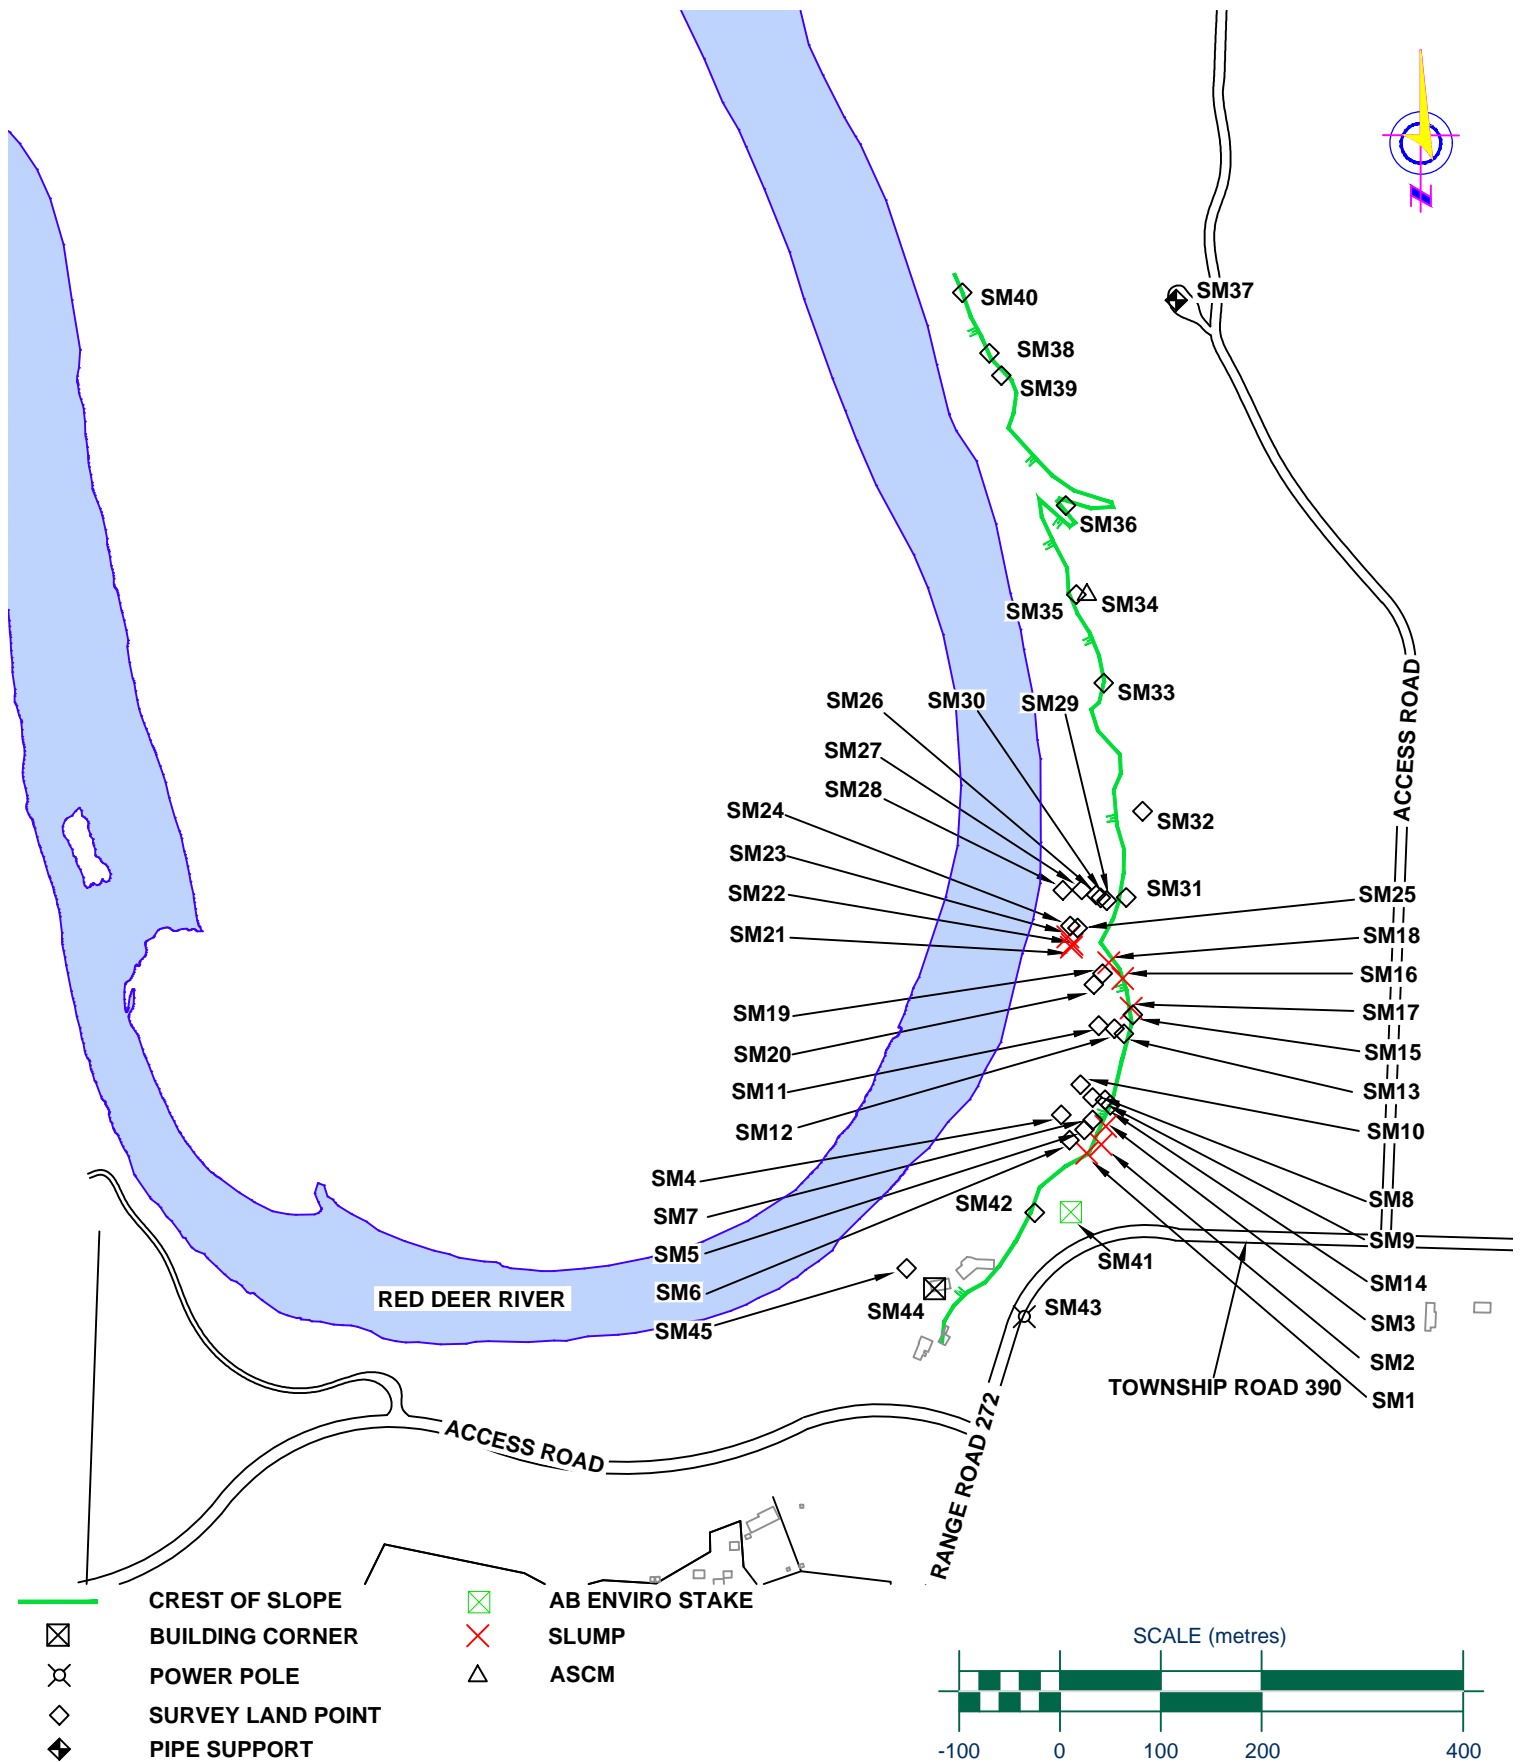 SM40
SM37
SM38
SM39
SM36
SM35
SM34
SM33
SM26
SM30
SM29
SM27
SM28
SM24
SM32
SM23
SM22
SM21
SM31
SM25
SM18
SM16
SM19
SM17
SM20
SM15
SM11
SM13
SM12
SM10
SM4
SM7
SM5
SM6
SM45
SM42
SM8
SM9
SM41
SM14
SM44
SM43
SM3
SM2
SM1
ACCESS ROAD
RED DEER RIVER
TOWNSHIP ROAD 390
ACCESS ROAD
RANGE ROAD 272
N
CREST OF SLOPE
BUILDING CORNER
POWER POLE
SURVEY LAND POINT
PIPE SUPPORT
AB ENVIRO STAKE
SLUMP
ASCM
SCALE (metres)
-100 0 100 200 400